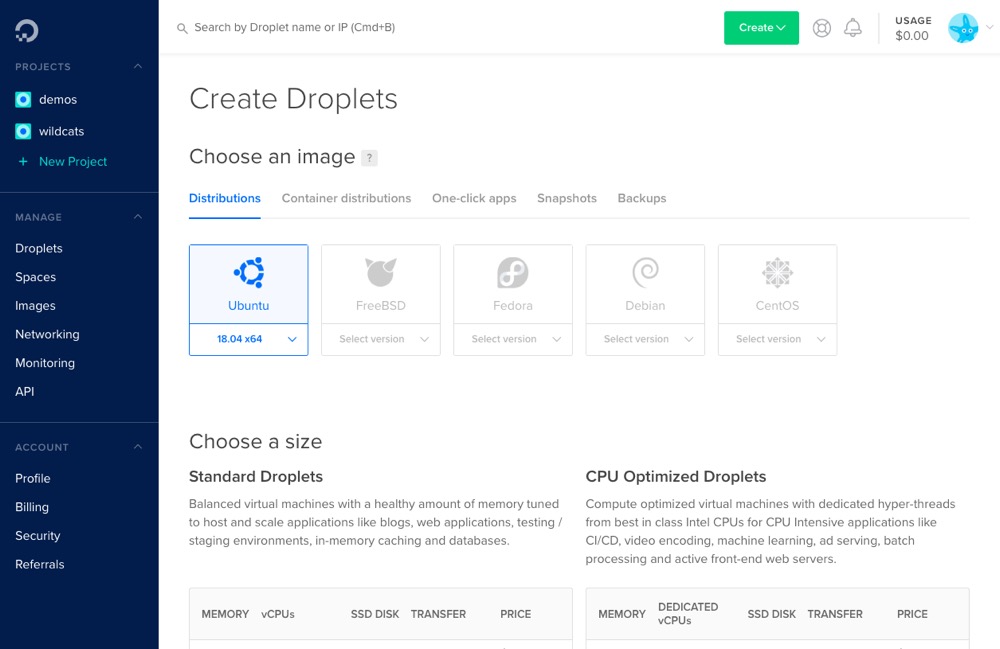 Search by Droplet name or IP (Cmd+B)
Create
USAGE
$0.00
PROJECTS
demos
wildcats
+ New Project
MANAGE
Droplets
Spaces
Images
Networking
Monitoring
API
ACCOUNT
Profile
Billing
Security
Referrals
Create Droplets
Choose an image ?
Distributions Container distributions One-click apps Snapshots Backups
Ubuntu FreeBSD Fedora Debian CentOS
18.04 x64 Select version Select version Select version Select version
Choose a size
Standard Droplets
Balanced virtual machines with a healthy amount of memory tuned
to host and scale applications like blogs, web applications, testing /
staging environments, in-memory caching and databases.
MEMORY vCPUs SSD DISK TRANSFER PRICE
CPU Optimized Droplets
Compute optimized virtual machines with dedicated hyper-threads
from best in class Intel CPUs for CPU Intensive applications like
CI/CD, video encoding, machine learning, ad serving, batch
processing and active front-end web servers.
MEMORY DEDICATED vCPUs SSD DISK TRANSFER PRICE